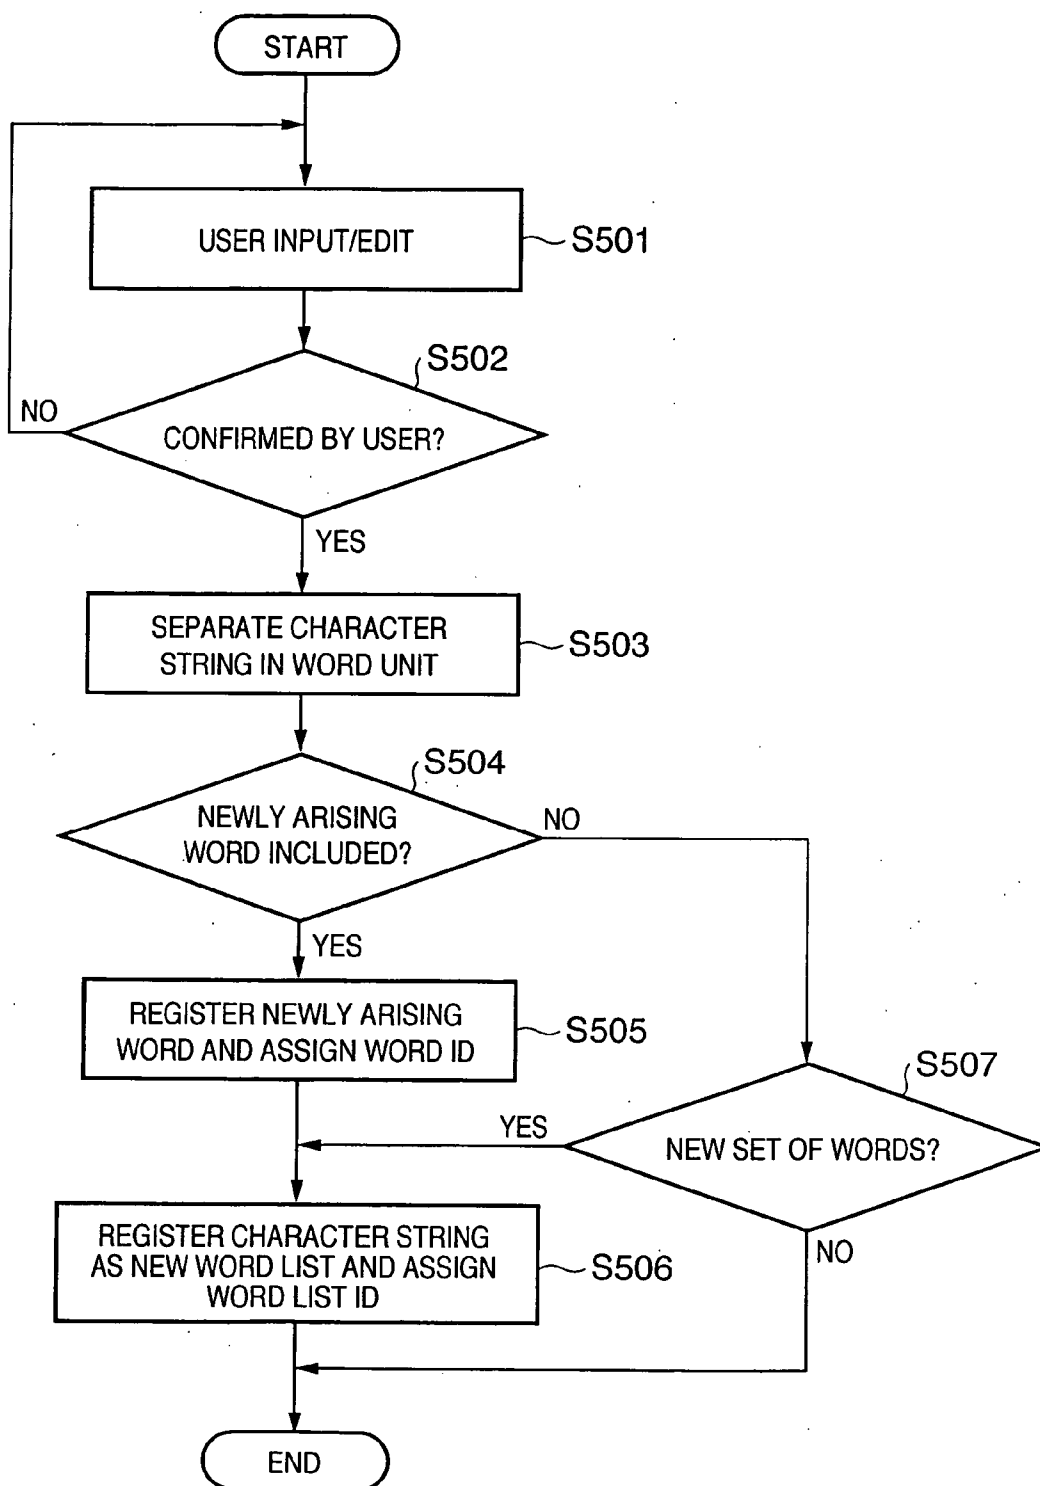 START
USER INPUT/EDIT
S501
S502
NO
CONFIRMED BY USER?
YES
SEPARATE CHARACTER
STRING IN WORD UNIT
S503
S504
NEWLY ARISING
WORD INCLUDED?
NO
YES
REGISTER NEWLY ARISING
WORD AND ASSIGN WORD ID
S505
S507
YES
NEW SET OF WORDS?
REGISTER CHARACTER STRING
AS NEW WORD LIST AND ASSIGN
WORD LIST ID
S506
NO
END